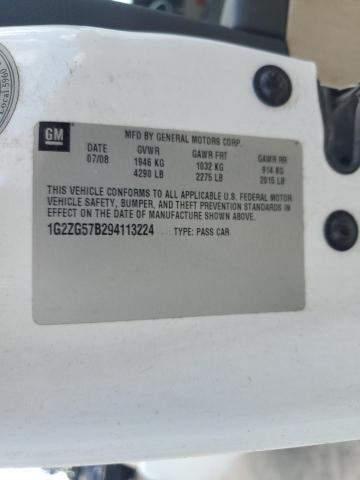 Local 5960
GM
MFD BY GENERAL MOTORS CORP.
DATE GVWR GAWR FRT GAWR RR
07/08 1946 KG 1032 KG 914 KG
4290 LB 2275 LB 2015 LB
THIS VEHICLE CONFORMS TO ALL APPLICABLE U.S. FEDERAL MOTOR
VEHICLE SAFETY, BUMPER, AND THEFT PREVENTION STANDARDS IN
EFFECT ON THE DATE OF MANUFACTURE SHOWN ABOVE.
1G2ZG57B294113224 TYPE: PASS CAR